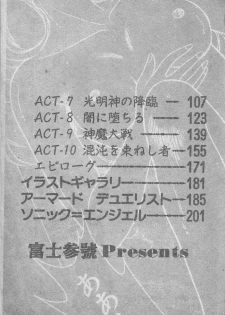 ACT-7 光明神の降臨 — 107
ACT-8 闇に堕ちる — 123
ACT-9 神魔大戦 — 139
ACT-10 混沌を束ねし者 — 155
エピローグ — 171
イラストギャラリー — 181
アーマード デュエリスト — 185
ソニック=エンジェル — 201
富士参號 Presents